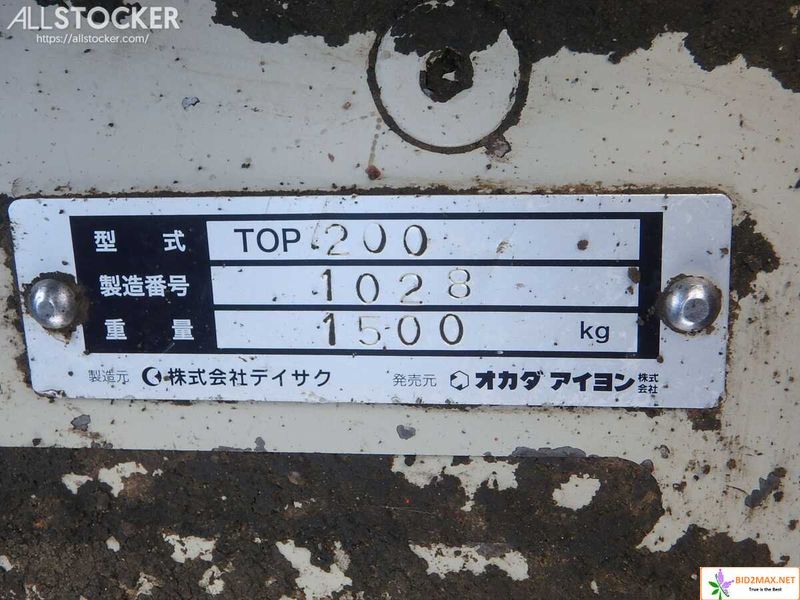 ALLSTOCKER
https://allstocker.com/
型 式 TOP 200
製造番号 1028
重 量 1500 kg
製造元 株式会社テイサク 発売元 オカダ アイヨン 株式会社
BID2MAX.NET
True is the Best